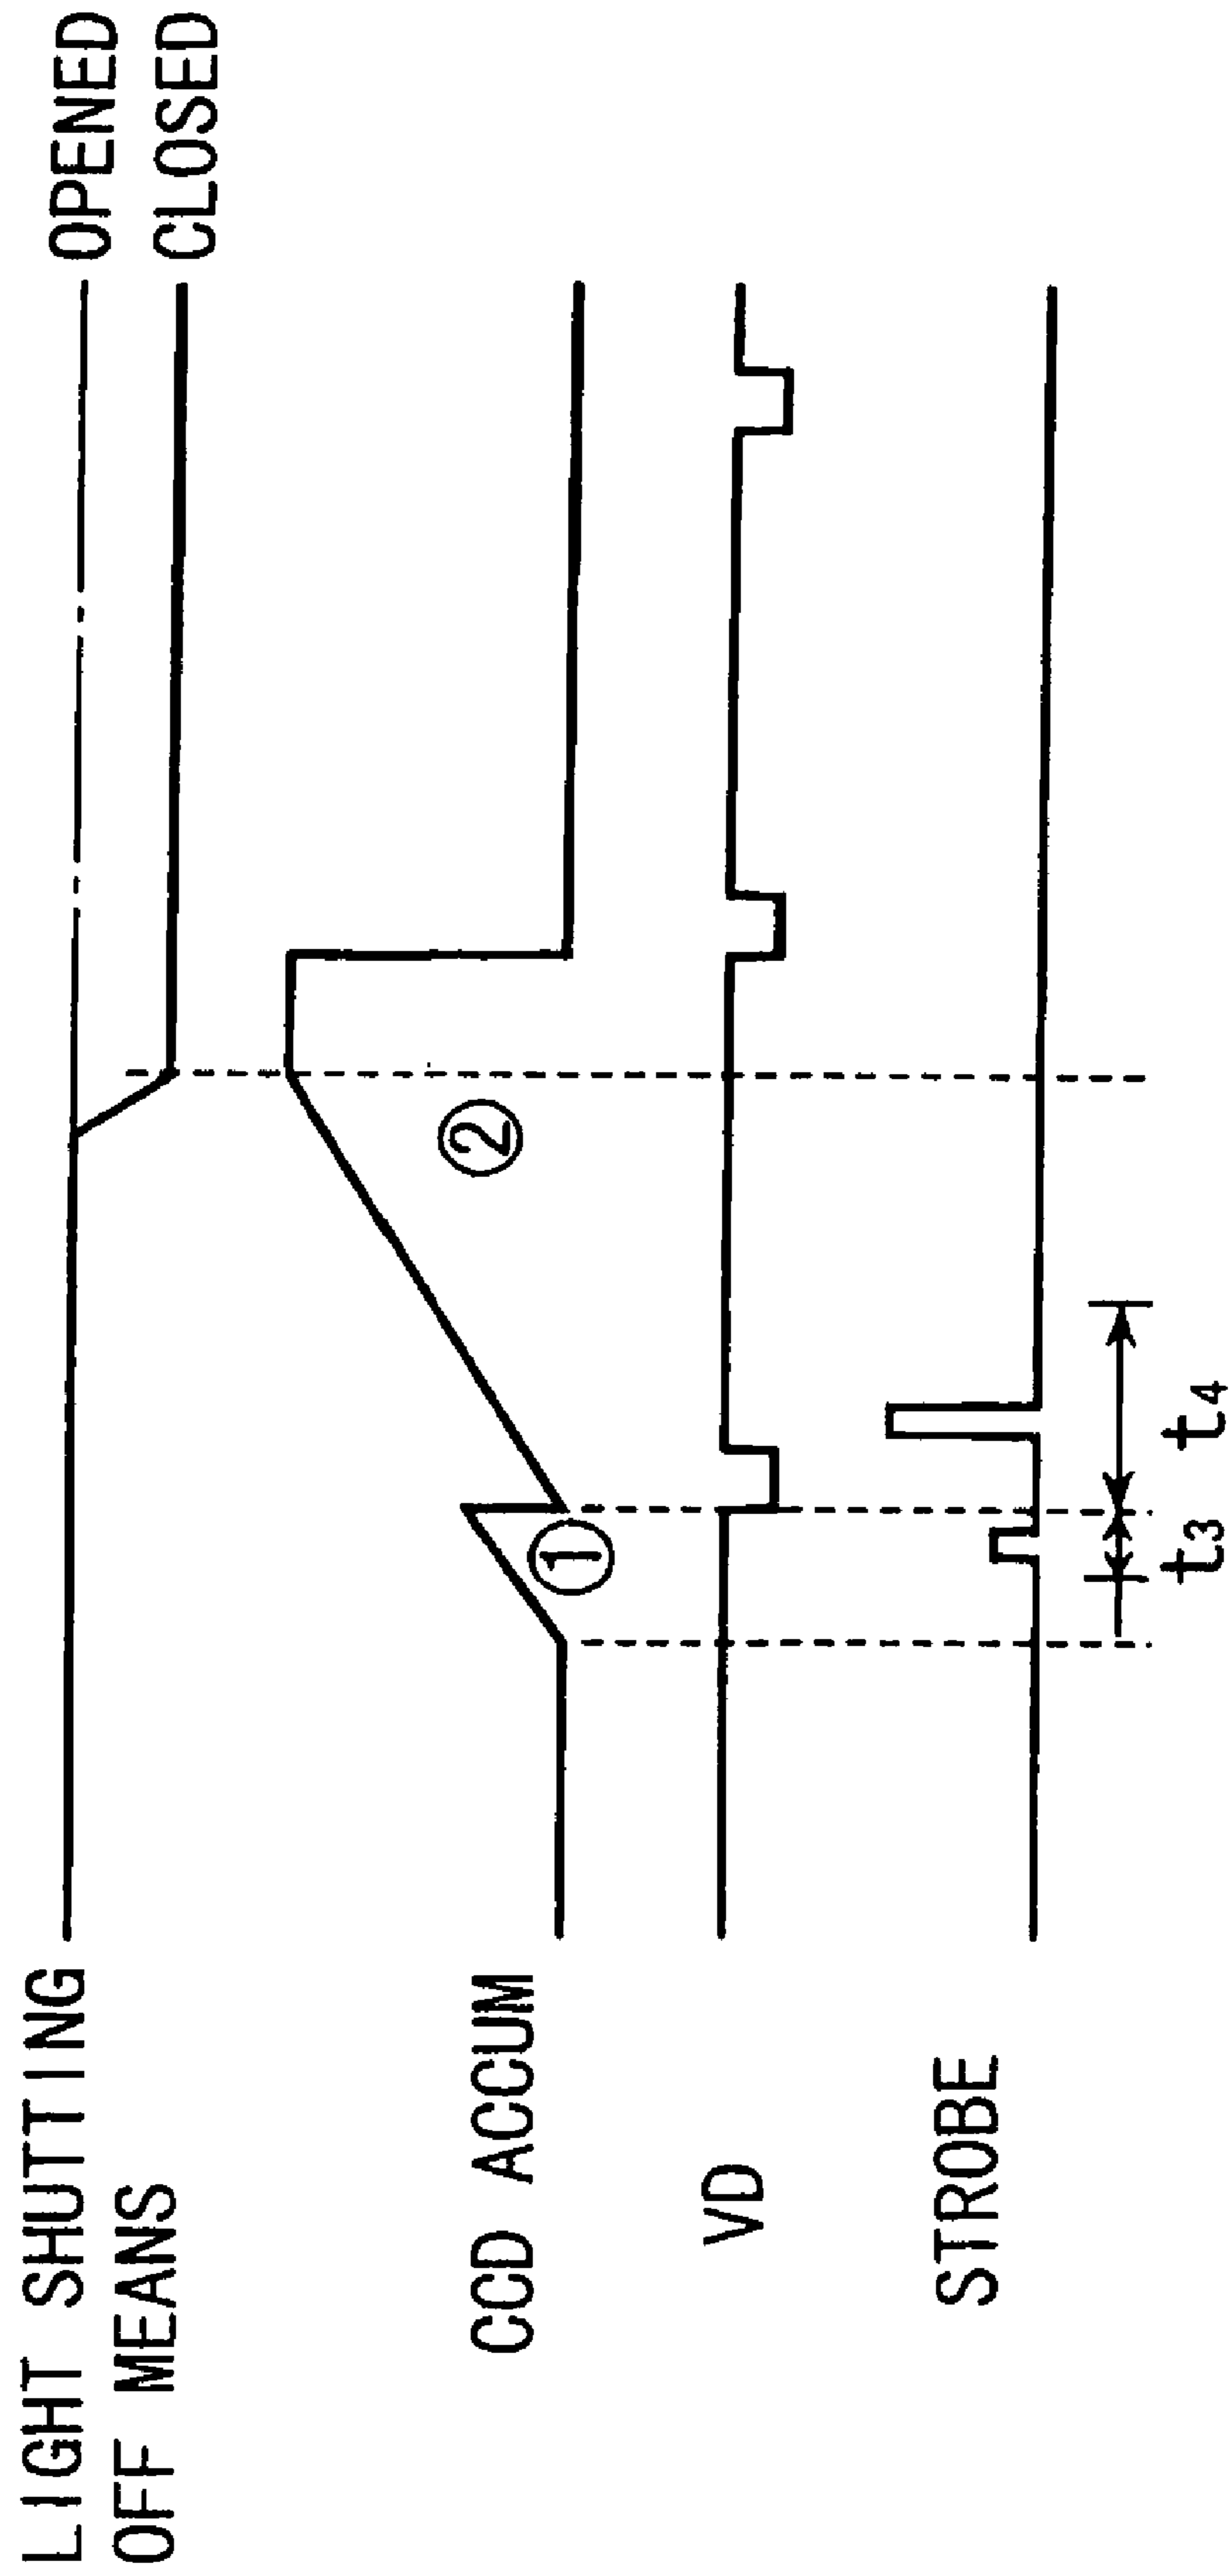 LIGHT SHUTTING
OFF MEANS
OPENED
CLOSED
CCD ACCUM
①
②
VD
STROBE
t3
t4